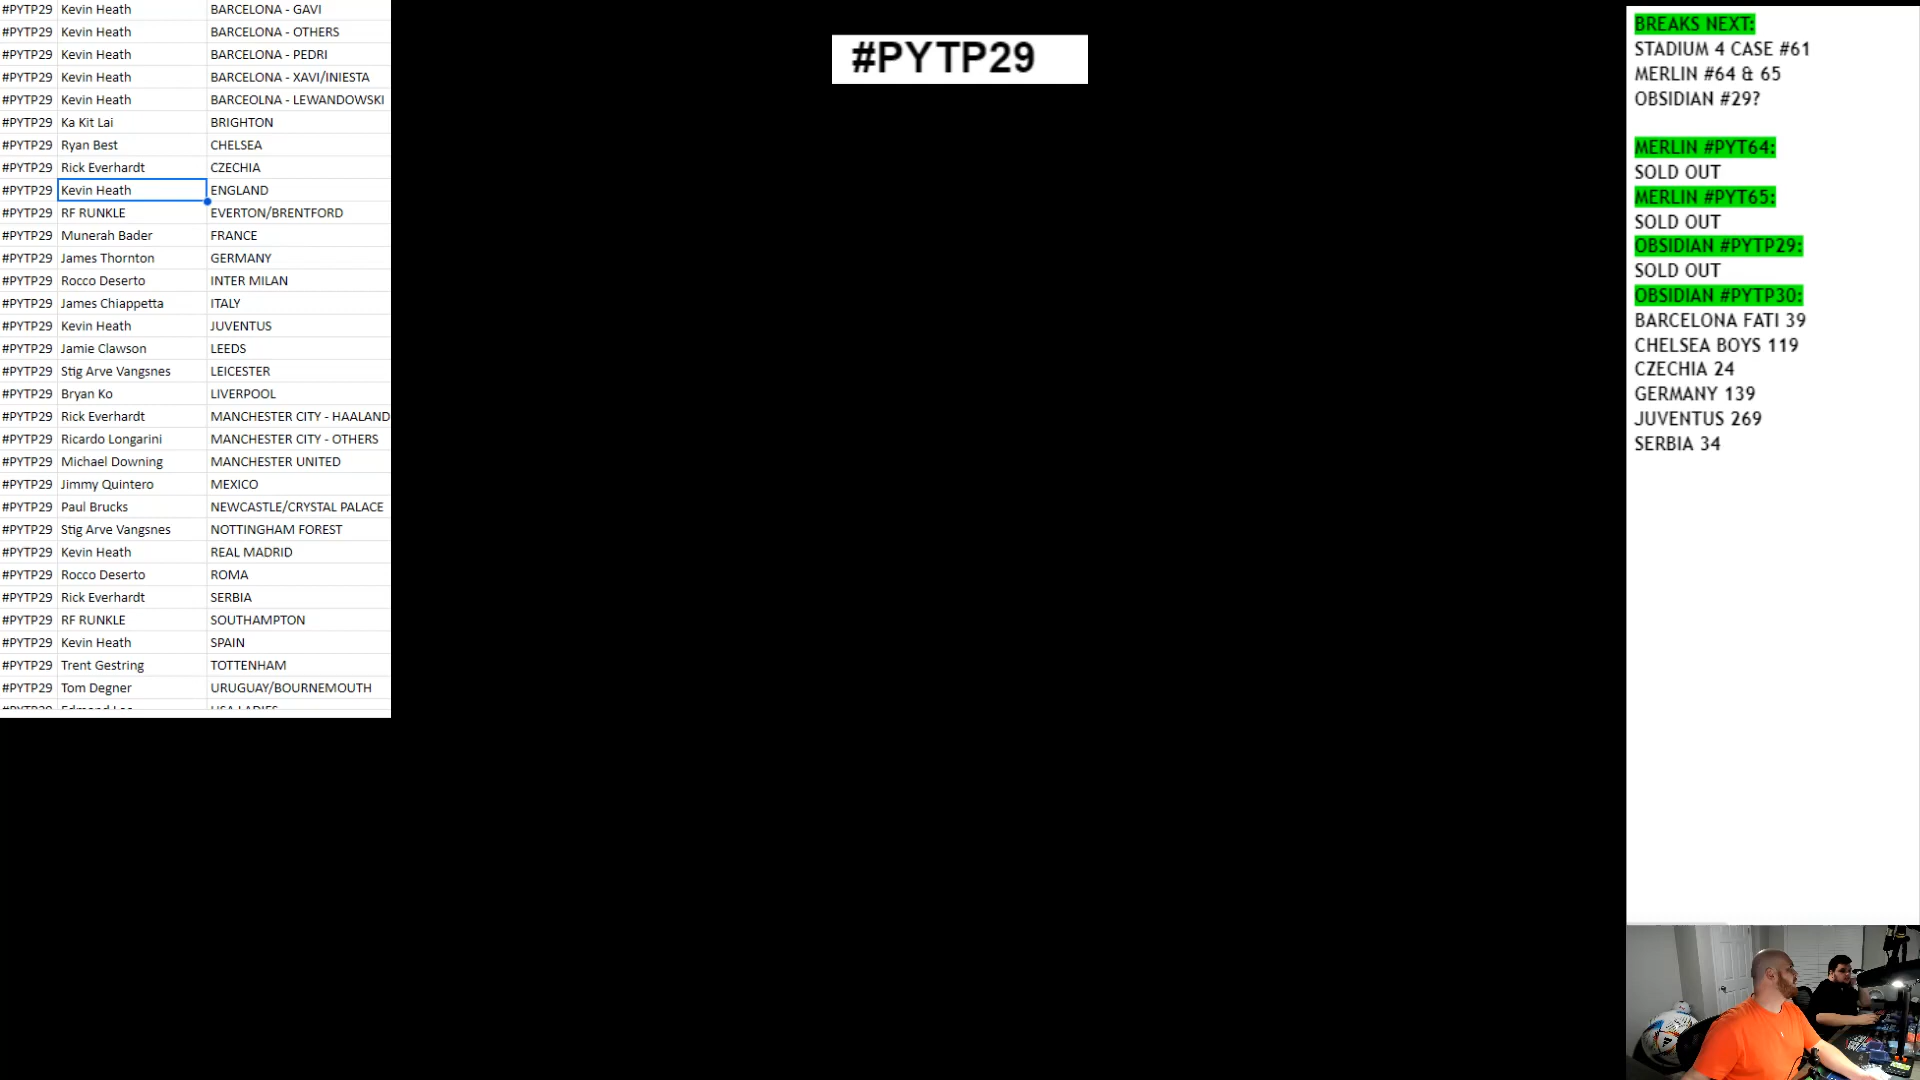 #PYTP29 Kevin Heath BARCELONA - GAVI
#PYTP29 Kevin Heath BARCELONA - OTHERS
#PYTP29 Kevin Heath BARCELONA - PEDRI
#PYTP29 Kevin Heath BARCELONA - XAVI/INIESTA
#PYTP29 Kevin Heath BARCEOLNA - LEWANDOWSKI
#PYTP29 Ka Kit Lai BRIGHTON
#PYTP29 Ryan Best CHELSEA
#PYTP29 Rick Everhardt CZECHIA
#PYTP29 Kevin Heath ENGLAND
#PYTP29 RF RUNKLE EVERTON/BRENTFORD
#PYTP29 Munerah Bader FRANCE
#PYTP29 James Thornton GERMANY
#PYTP29 Rocco Deserto INTER MILAN
#PYTP29 James Chiappetta ITALY
#PYTP29 Kevin Heath JUVENTUS
#PYTP29 Jamie Clawson LEEDS
#PYTP29 Stig Arve Vangsnes LEICESTER
#PYTP29 Bryan Ko LIVERPOOL
#PYTP29 Rick Everhardt MANCHESTER CITY - HAALAND
#PYTP29 Ricardo Longarini MANCHESTER CITY - OTHERS
#PYTP29 Michael Downing MANCHESTER UNITED
#PYTP29 Jimmy Quintero MEXICO
#PYTP29 Paul Brucks NEWCASTLE/CRYSTAL PALACE
#PYTP29 Stig Arve Vangsnes NOTTINGHAM FOREST
#PYTP29 Kevin Heath REAL MADRID
#PYTP29 Rocco Deserto ROMA
#PYTP29 Rick Everhardt SERBIA
#PYTP29 RF RUNKLE SOUTHAMPTON
#PYTP29 Kevin Heath SPAIN
#PYTP29 Trent Gestring TOTTENHAM
#PYTP29 Tom Degner URUGUAY/BOURNEMOUTH
#PYTP29
BREAKS NEXT:
STADIUM 4 CASE #61
MERLIN #64 & 65
OBSIDIAN #29?
MERLIN #PYT64:
SOLD OUT
MERLIN #PYT65:
SOLD OUT
OBSIDIAN #PYTP29:
SOLD OUT
OBSIDIAN #PYTP30:
BARCELONA FATI 39
CHELSEA BOYS 119
CZECHIA 24
GERMANY 139
JUVENTUS 269
SERBIA 34